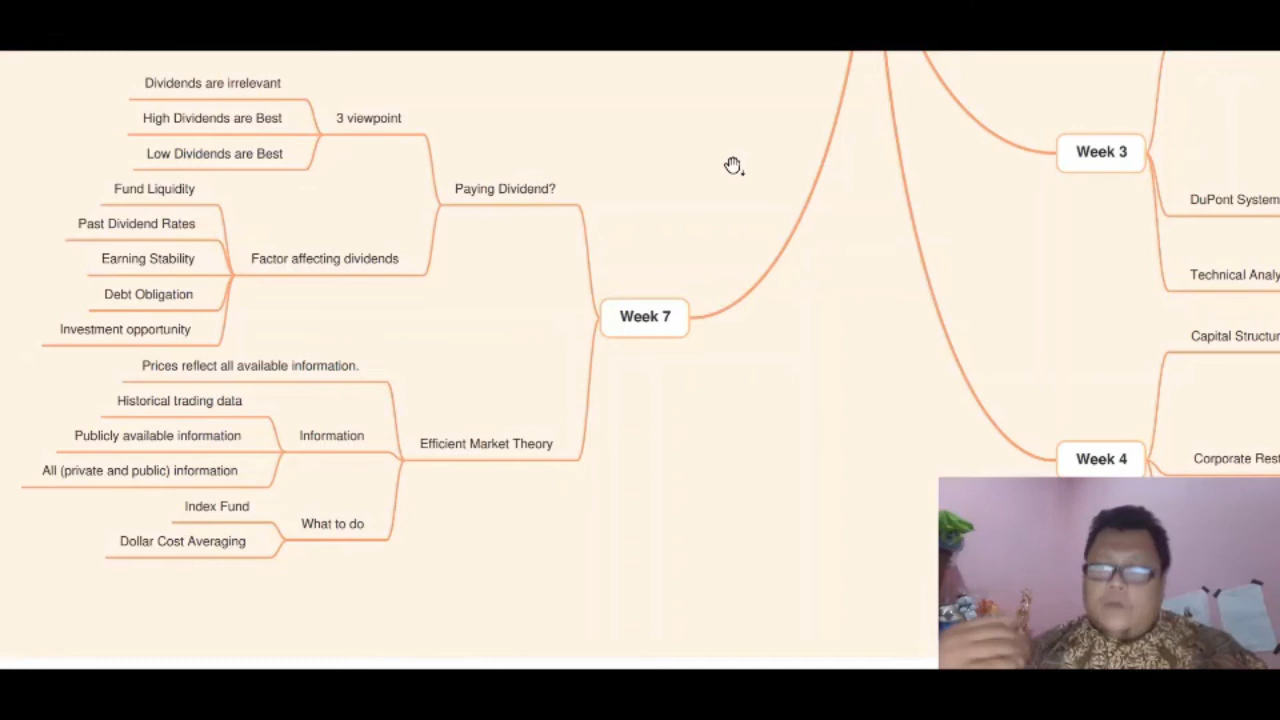 Dividends are irrelevant
High Dividends are Best
3 viewpoint
Low Dividends are Best
Paying Dividend?
Fund Liquidity
Past Dividend Rates
Earning Stability
Factor affecting dividends
Debt Obligation
Investment opportunity
Week 7
Prices reflect all available information.
Historical trading data
Publicly available information
Information
Efficient Market Theory
All (private and public) information
Index Fund
What to do
Dollar Cost Averaging
Week 3
DuPont System
Technical Analy
Capital Structur
Week 4
Corporate Rest